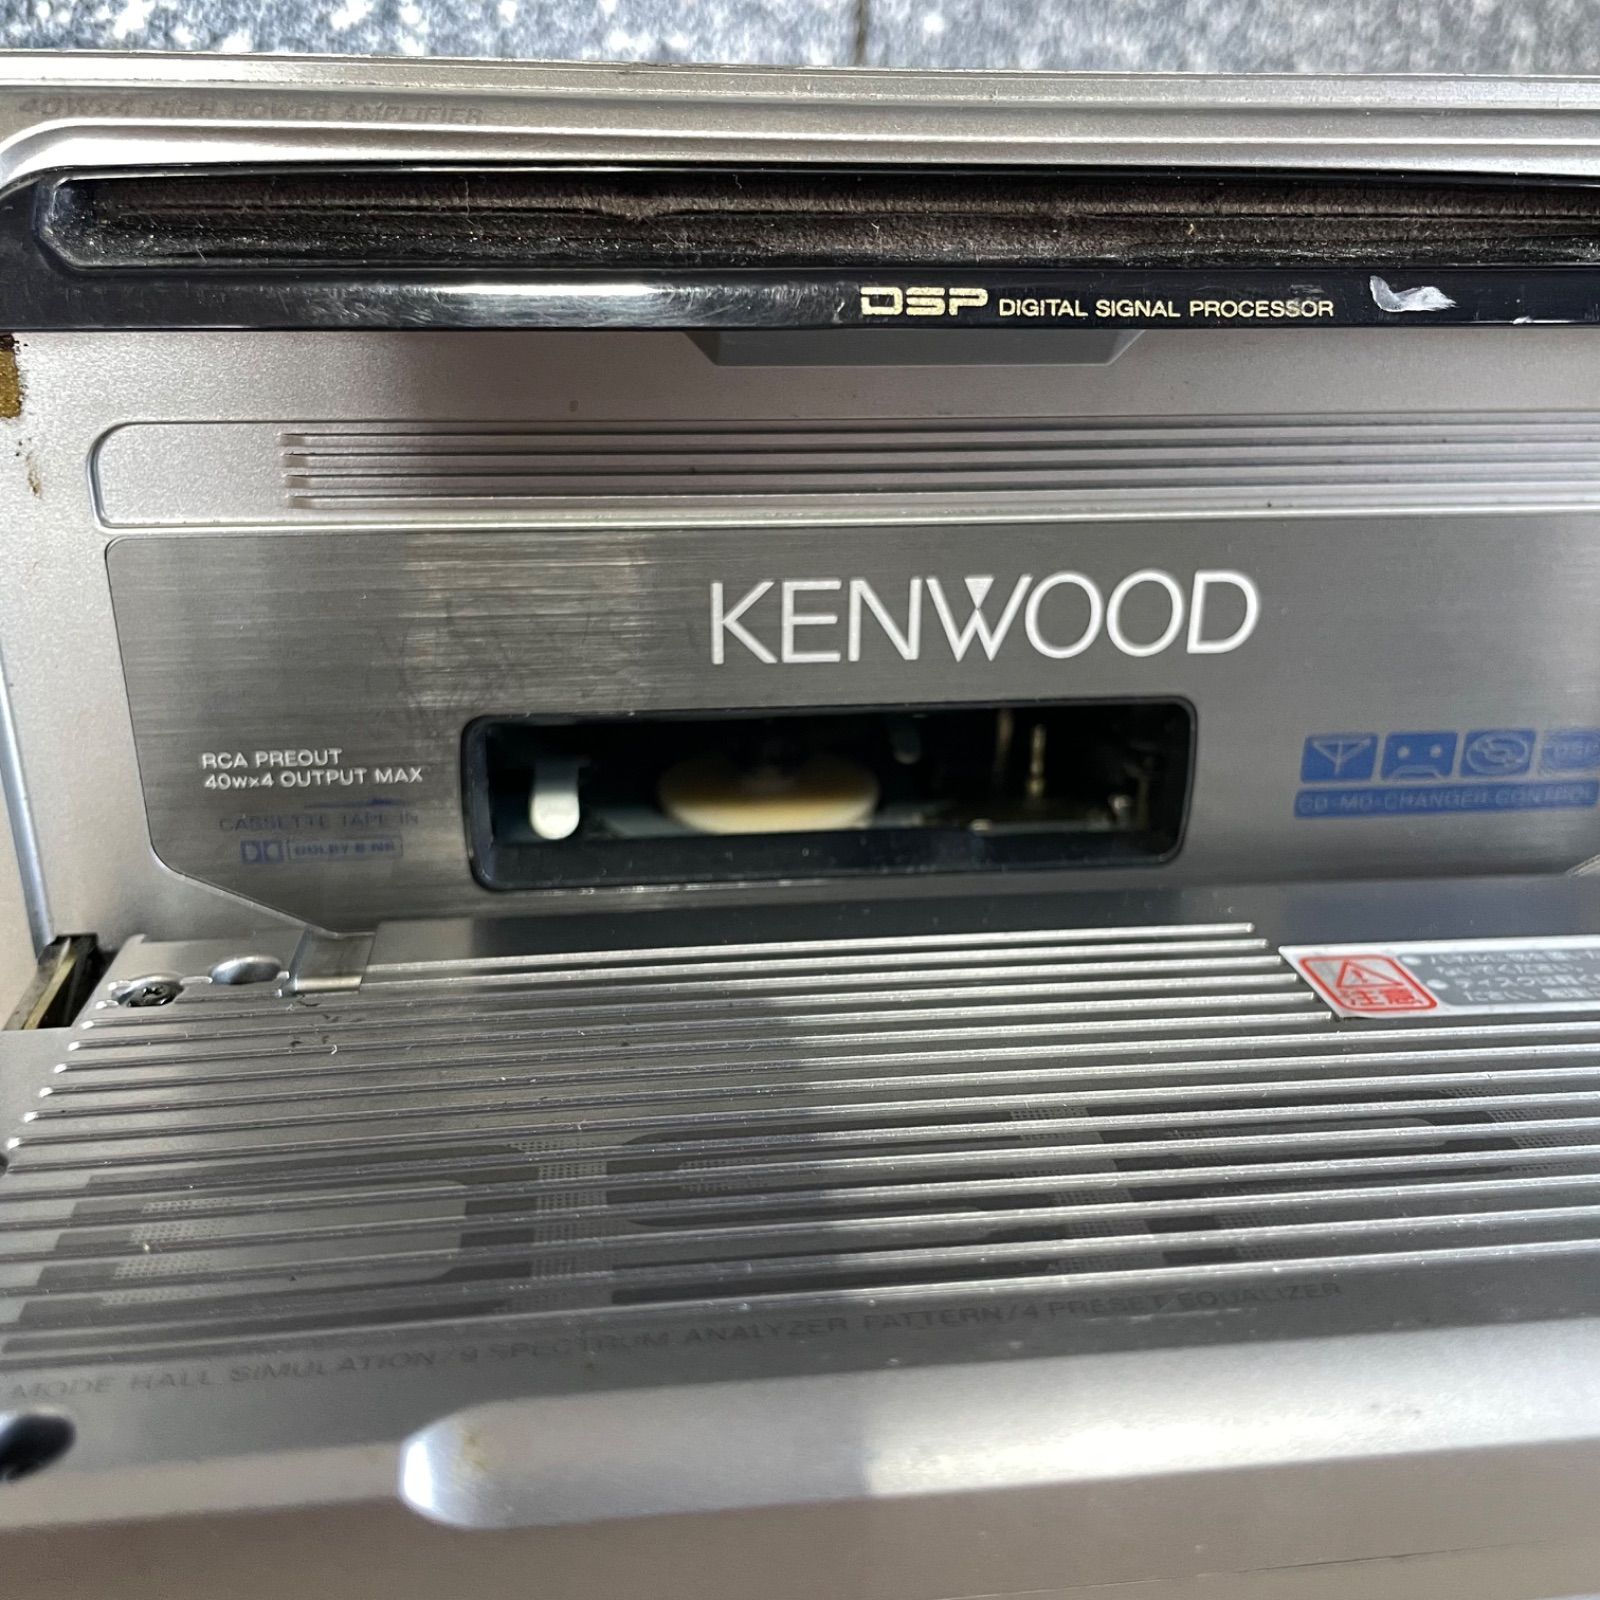 40W×4 HIGH POWER AMPLIFIER
DSP DIGITAL SIGNAL PROCESSOR
KENWOOD
RCA PREOUT
40w×4 OUTPUT MAX
CASSETTE TAPE IN
DOLBY B NR
DSP
CD-MD-CHANGER CONTROL
注意
MODE HALL SIMULATION/9 SPECTRUM ANALYZER PATTERN/4 PRESET EQUALIZER